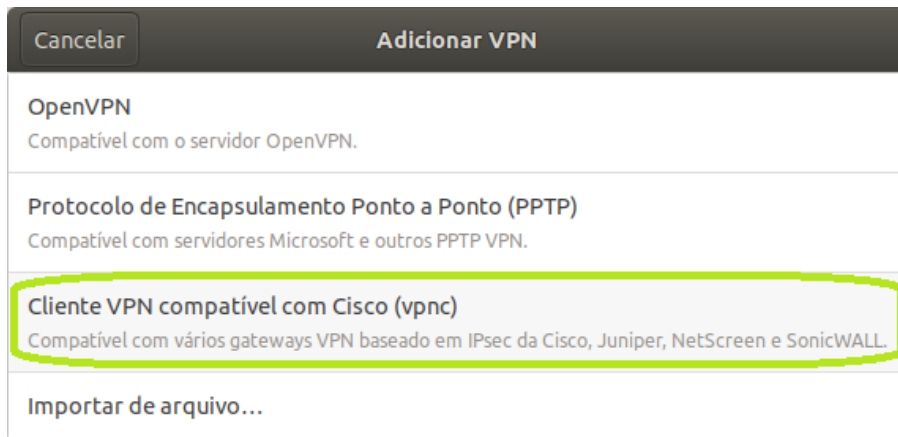 Cancelar
Adicionar VPN
OpenVPN
Compatível com o servidor OpenVPN.
Protocolo de Encapsulamento Ponto a Ponto (PPTP)
Compatível com servidores Microsoft e outros PPTP VPN.
Cliente VPN compatível com Cisco (vpnc)
Compatível com vários gateways VPN baseado em IPsec da Cisco, Juniper, NetScreen e SonicWALL.
Importar de arquivo...